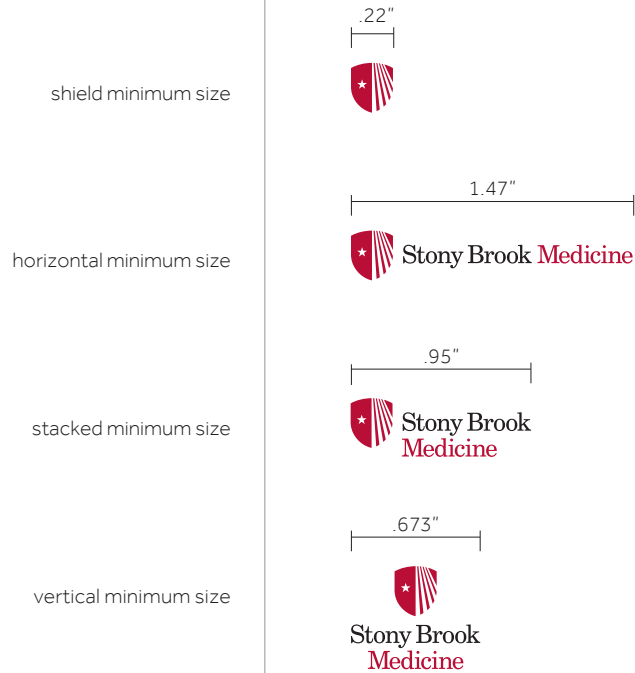 .22″
shield minimum size
1.47″
horizontal minimum size
Stony Brook Medicine
.95″
stacked minimum size
Stony Brook
Medicine
.673″
vertical minimum size
Stony Brook
Medicine